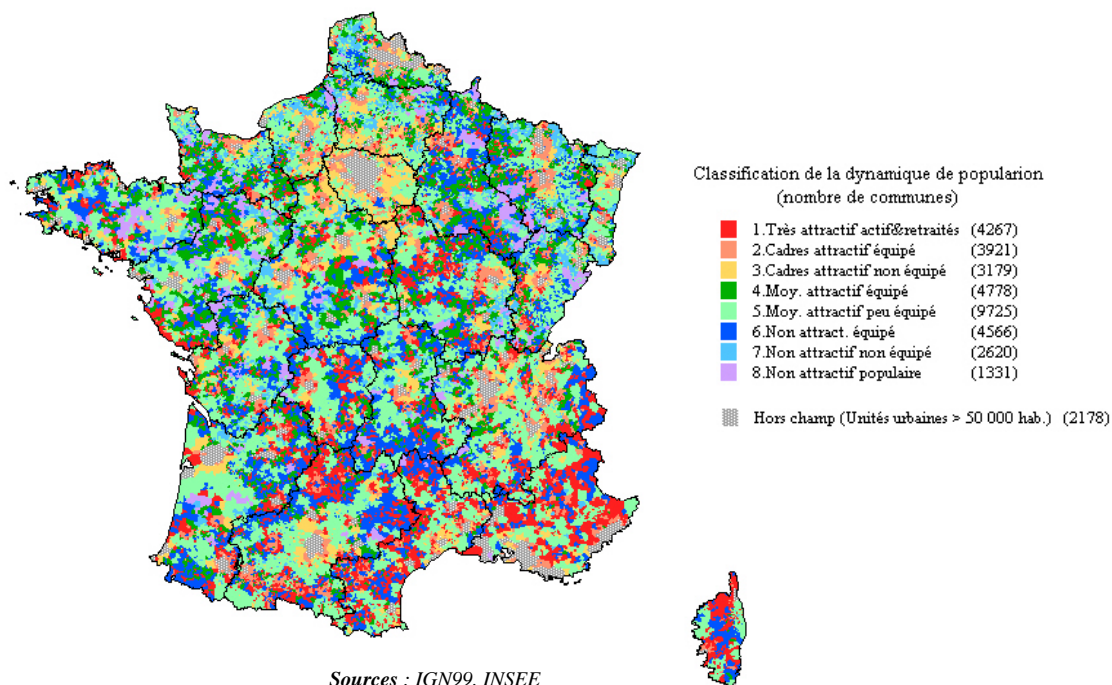 Classification de la dynamique de popularion
(nombre de communes)
1.Très attractif actif&retraités (4267)
2.Cadres attractif équipé (3921)
3.Cadres attractif non équipé (3179)
4.Moy. attractif équipé (4778)
5.Moy. attractif peu équipé (9725)
6.Non attract. équipé (4566)
7.Non attractif non équipé (2620)
8.Non attractif populaire (1331)
Hors champ (Unités urbaines > 50 000 hab.) (2178)
Sources : IGN99, INSEE